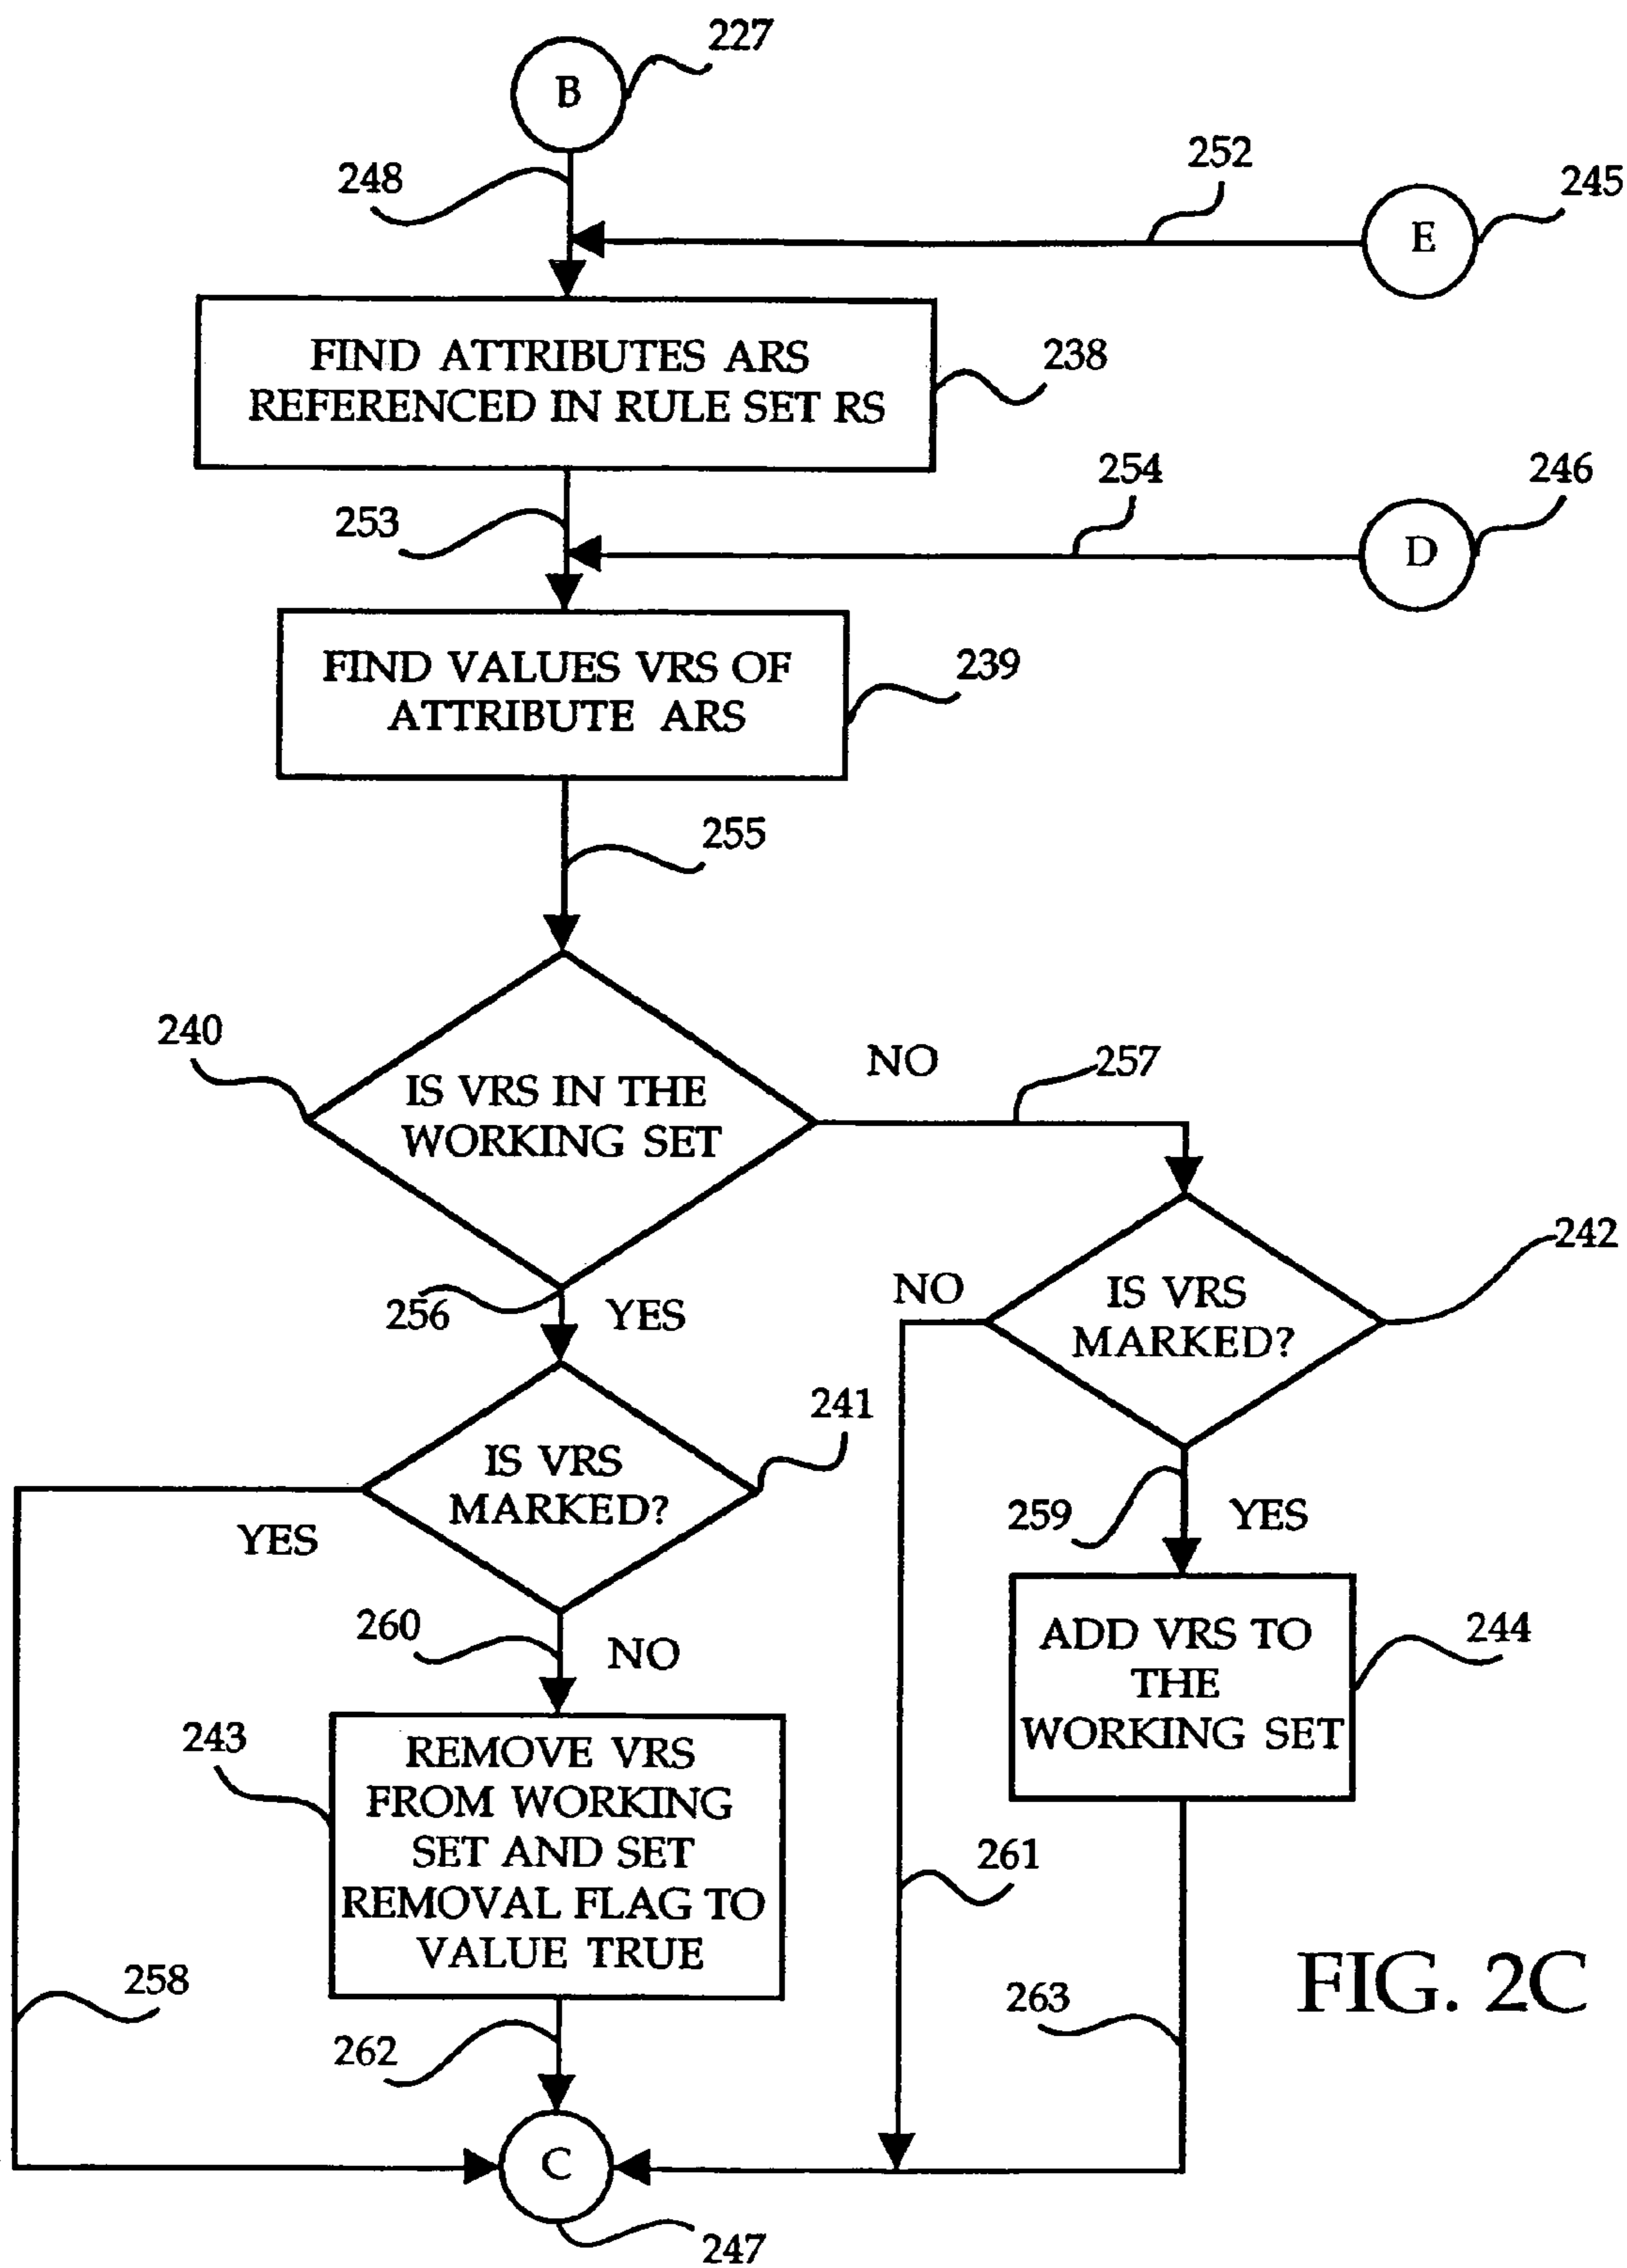 227
B
248
252
245
E
FIND ATTRIBUTES ARS
REFERENCED IN RULE SET RS
238
253
254
246
D
FIND VALUES VRS OF
ATTRIBUTE ARS
239
255
240
IS VRS IN THE
WORKING SET
NO
257
256
YES
NO
IS VRS
MARKED?
242
241
IS VRS
MARKED?
YES
259
YES
260
NO
ADD VRS TO
THE
WORKING SET
244
243
REMOVE VRS
FROM WORKING
SET AND SET
REMOVAL FLAG TO
VALUE TRUE
261
258
262
263
FIG. 2C
C
247